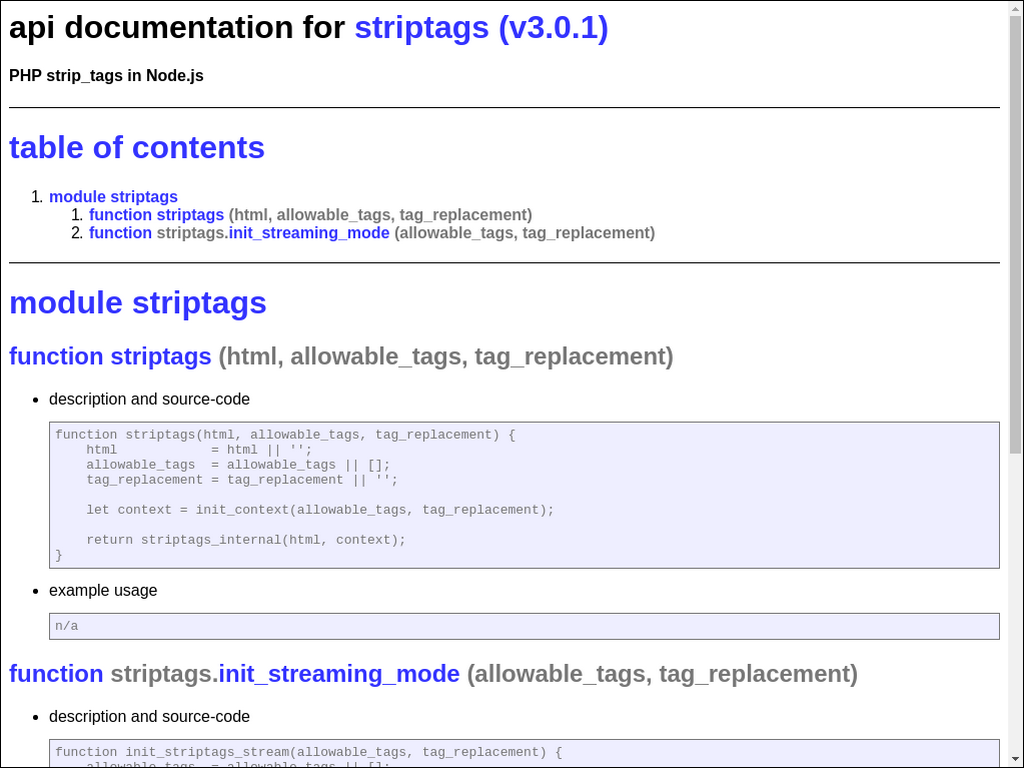 api documentation for striptags (v3.0.1)
PHP strip_tags in Node.js
table of contents
1. module striptags
1. function striptags (html, allowable_tags, tag_replacement)
2. function striptags.init_streaming_mode (allowable_tags, tag_replacement)
module striptags
function striptags (html, allowable_tags, tag_replacement)
• description and source-code
function striptags(html, allowable_tags, tag_replacement) {
    html            = html || '';
    allowable_tags  = allowable_tags || [];
    tag_replacement = tag_replacement || '';
    let context = init_context(allowable_tags, tag_replacement);
    return striptags_internal(html, context);
}
• example usage
n/a
function striptags.init_streaming_mode (allowable_tags, tag_replacement)
• description and source-code
function init_striptags_stream(allowable_tags, tag_replacement) {
    allowable_tags  = allowable_tags || [];